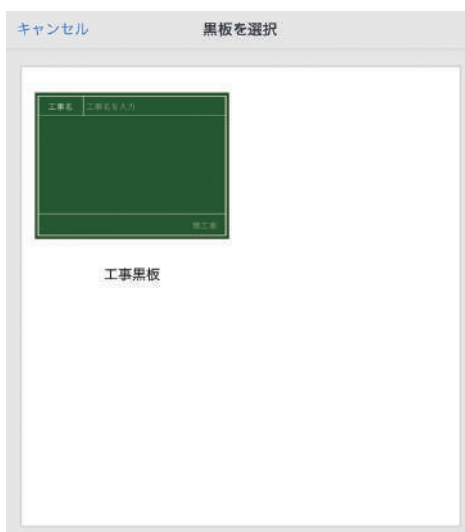 キャンセル
黒板を選択
工事名 工事名を入力
施工者
工事黒板